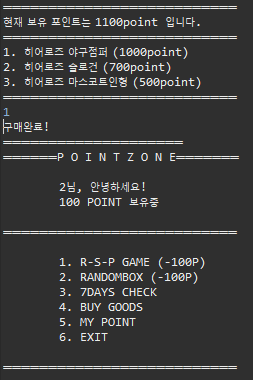 현재 보유 포인트는 1100point 입니다.
1. 히어로즈 야구점퍼 (1000point)
2. 히어로즈 슬로건 (700point)
3. 히어로즈 마스코트인형 (500point)
1
구매완료!
=======P O I N T Z O N E========
2님, 안녕하세요!
100 POINT 보유중
1. R-S-P GAME (-100P)
2. RANDOMBOX (-100P)
3. 7DAYS CHECK
4. BUY GOODS
5. MY POINT
6. EXIT